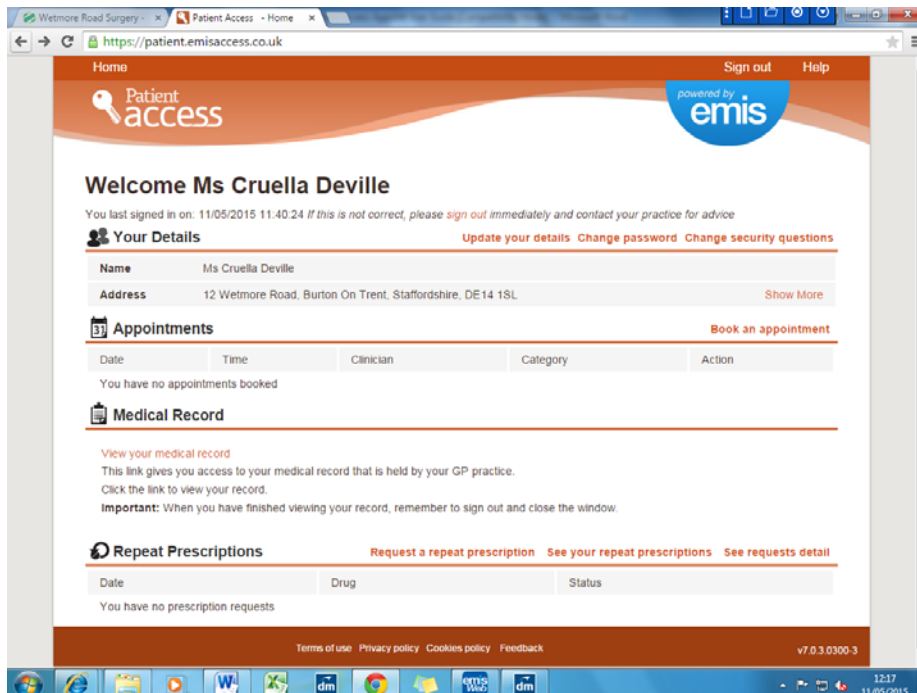 Wetmore Road Surgery - Patient Access - Home
https://patient.emisaccess.co.uk
Home Sign out Help
Patient access powered by emis
Welcome Ms Cruella Deville
You last signed in on: 11/05/2015 11:40:24 If this is not correct, please sign out immediately and contact your practice for advice
Your Details Update your details Change password Change security questions
Name Ms Cruella Deville
Address 12 Wetmore Road, Burton On Trent, Staffordshire, DE14 1SL Show More
31 Appointments Book an appointment
Date Time Clinician Category Action
You have no appointments booked
Medical Record
View your medical record
This link gives you access to your medical record that is held by your GP practice.
Click the link to view your record.
Important: When you have finished viewing your record, remember to sign out and close the window.
Repeat Prescriptions Request a repeat prescription See your repeat prescriptions See requests detail
Date Drug Status
You have no prescription requests
Terms of use Privacy policy Cookies policy Feedback v7.0.3.0300-3
dm emis Web dm 12:17
11/05/2015